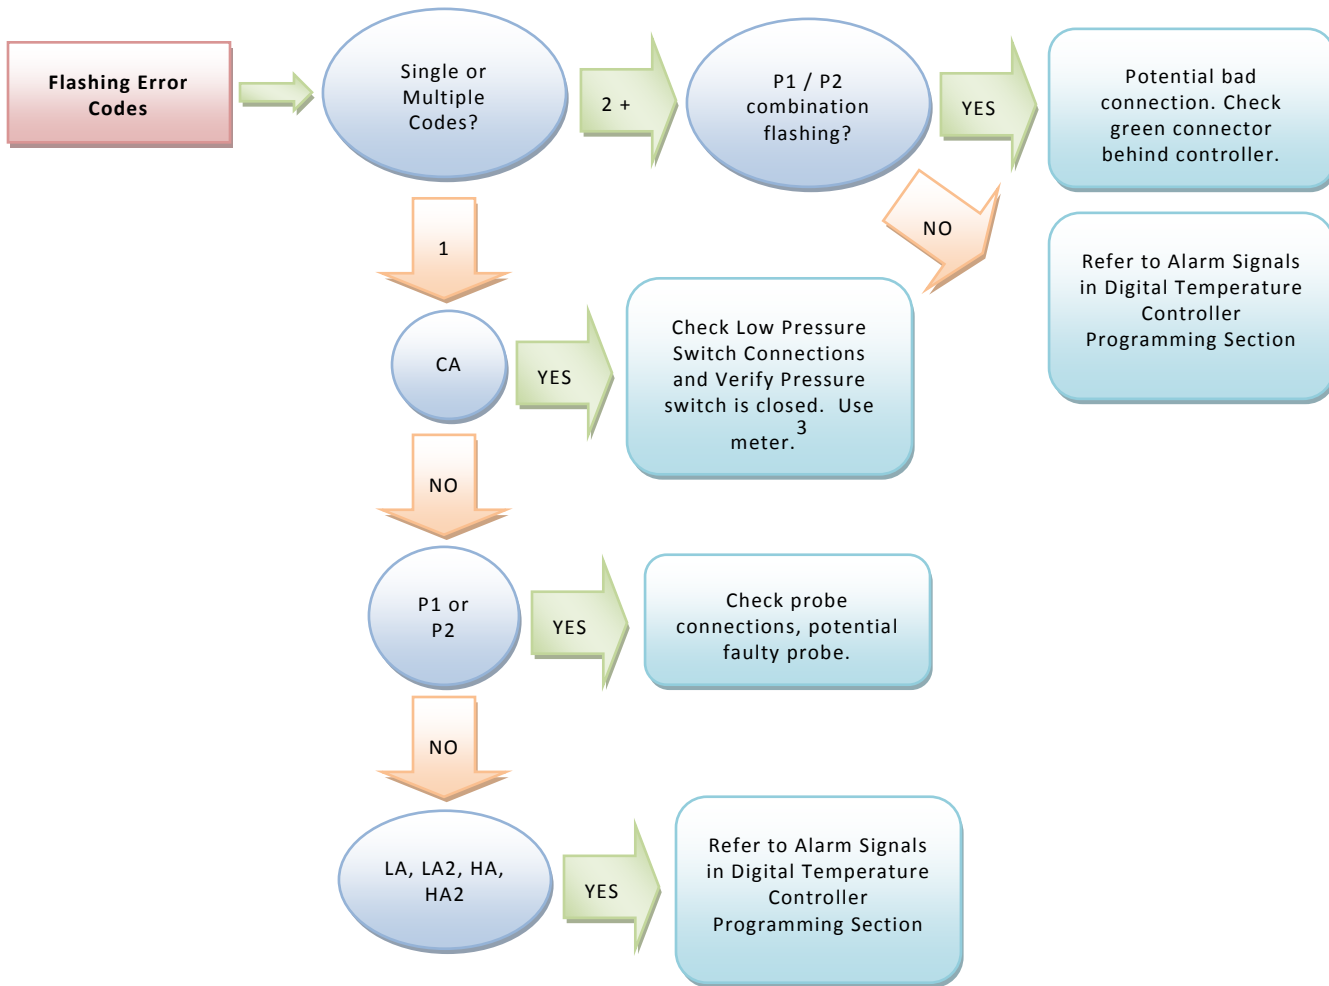 Flashing Error
Codes
Single or
Multiple
Codes?
2 +
P1 / P2
combination
flashing?
YES
Potential bad
connection. Check
green connector
behind controller.
NO
Refer to Alarm Signals
in Digital Temperature
Controller
Programming Section
1
CA
YES
Check Low Pressure
Switch Connections
and Verify Pressure
switch is closed. Use
meter.3
NO
P1 or
P2
YES
Check probe
connections, potential
faulty probe.
NO
LA, LA2, HA,
HA2
YES
Refer to Alarm Signals
in Digital Temperature
Controller
Programming Section